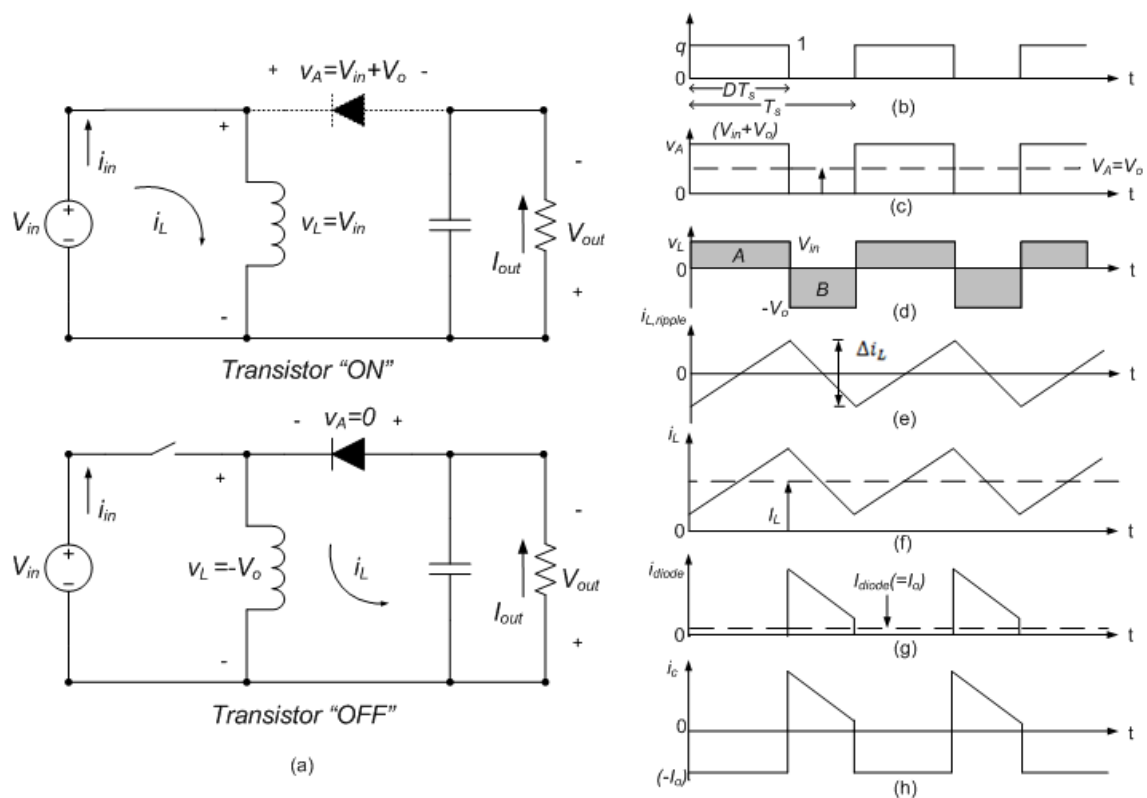 + v_A=V_in+V_o -
i_in
+
V_in
+
-
i_L
v_L=V_in
-
-
I_out
V_out
+
Transistor "ON"
- v_A=0 +
i_in
+
V_in
+
-
v_L=-V_o
i_L
-
-
I_out
V_out
+
Transistor "OFF"
(a)
q
1
0
t
DT_s
T_s
(b)
(V_in+V_o)
v_A
V_A=V_o
0
t
(c)
v_L
V_in
A
0
t
B
-V_o
(d)
i_L,ripple
Δi_L
0
t
(e)
i_L
I_L
0
t
(f)
i_diode
I_diode(=I_o)
0
t
(g)
i_c
0
t
(-I_o)
(h)